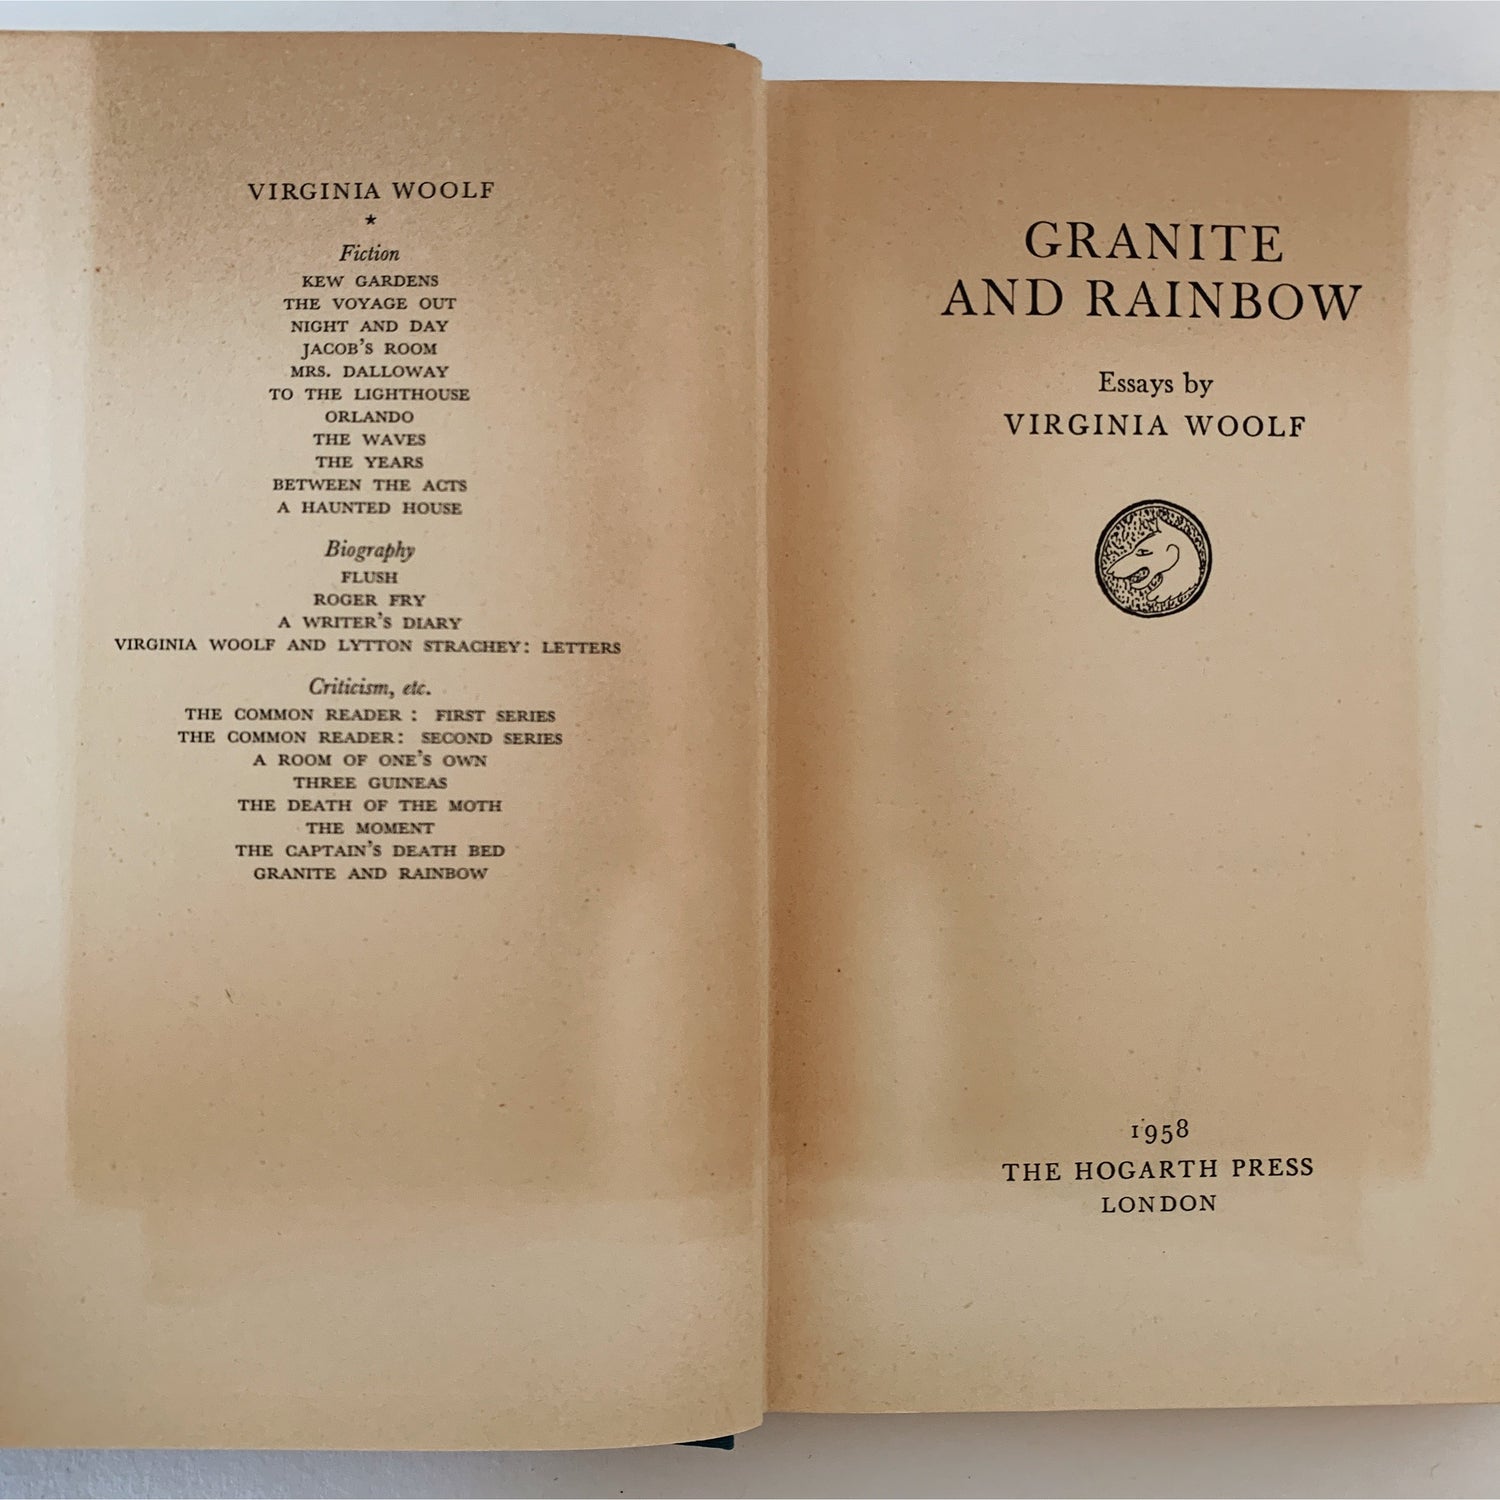 VIRGINIA WOOLF
★
Fiction
KEW GARDENS
THE VOYAGE OUT
NIGHT AND DAY
JACOB'S ROOM
MRS. DALLOWAY
TO THE LIGHTHOUSE
ORLANDO
THE WAVES
THE YEARS
BETWEEN THE ACTS
A HAUNTED HOUSE
Biography
FLUSH
ROGER FRY
A WRITER'S DIARY
VIRGINIA WOOLF AND LYTTON STRACHEY: LETTERS
Criticism, etc.
THE COMMON READER : FIRST SERIES
THE COMMON READER: SECOND SERIES
A ROOM OF ONE'S OWN
THREE GUINEAS
THE DEATH OF THE MOTH
THE MOMENT
THE CAPTAIN'S DEATH BED
GRANITE AND RAINBOW
GRANITE
AND RAINBOW
Essays by
VIRGINIA WOOLF
1958
THE HOGARTH PRESS
LONDON